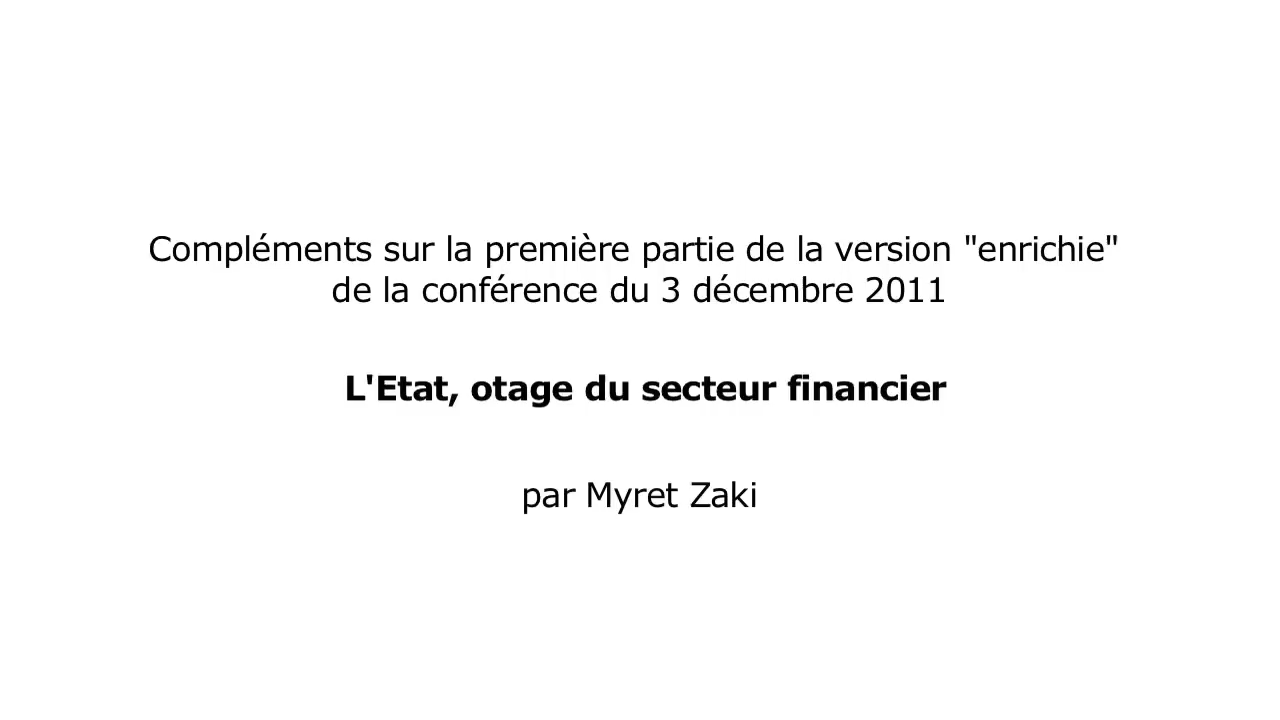 Compléments sur la première partie de la version "enrichie"
de la conférence du 3 décembre 2011
L'Etat, otage du secteur financier
par Myret Zaki